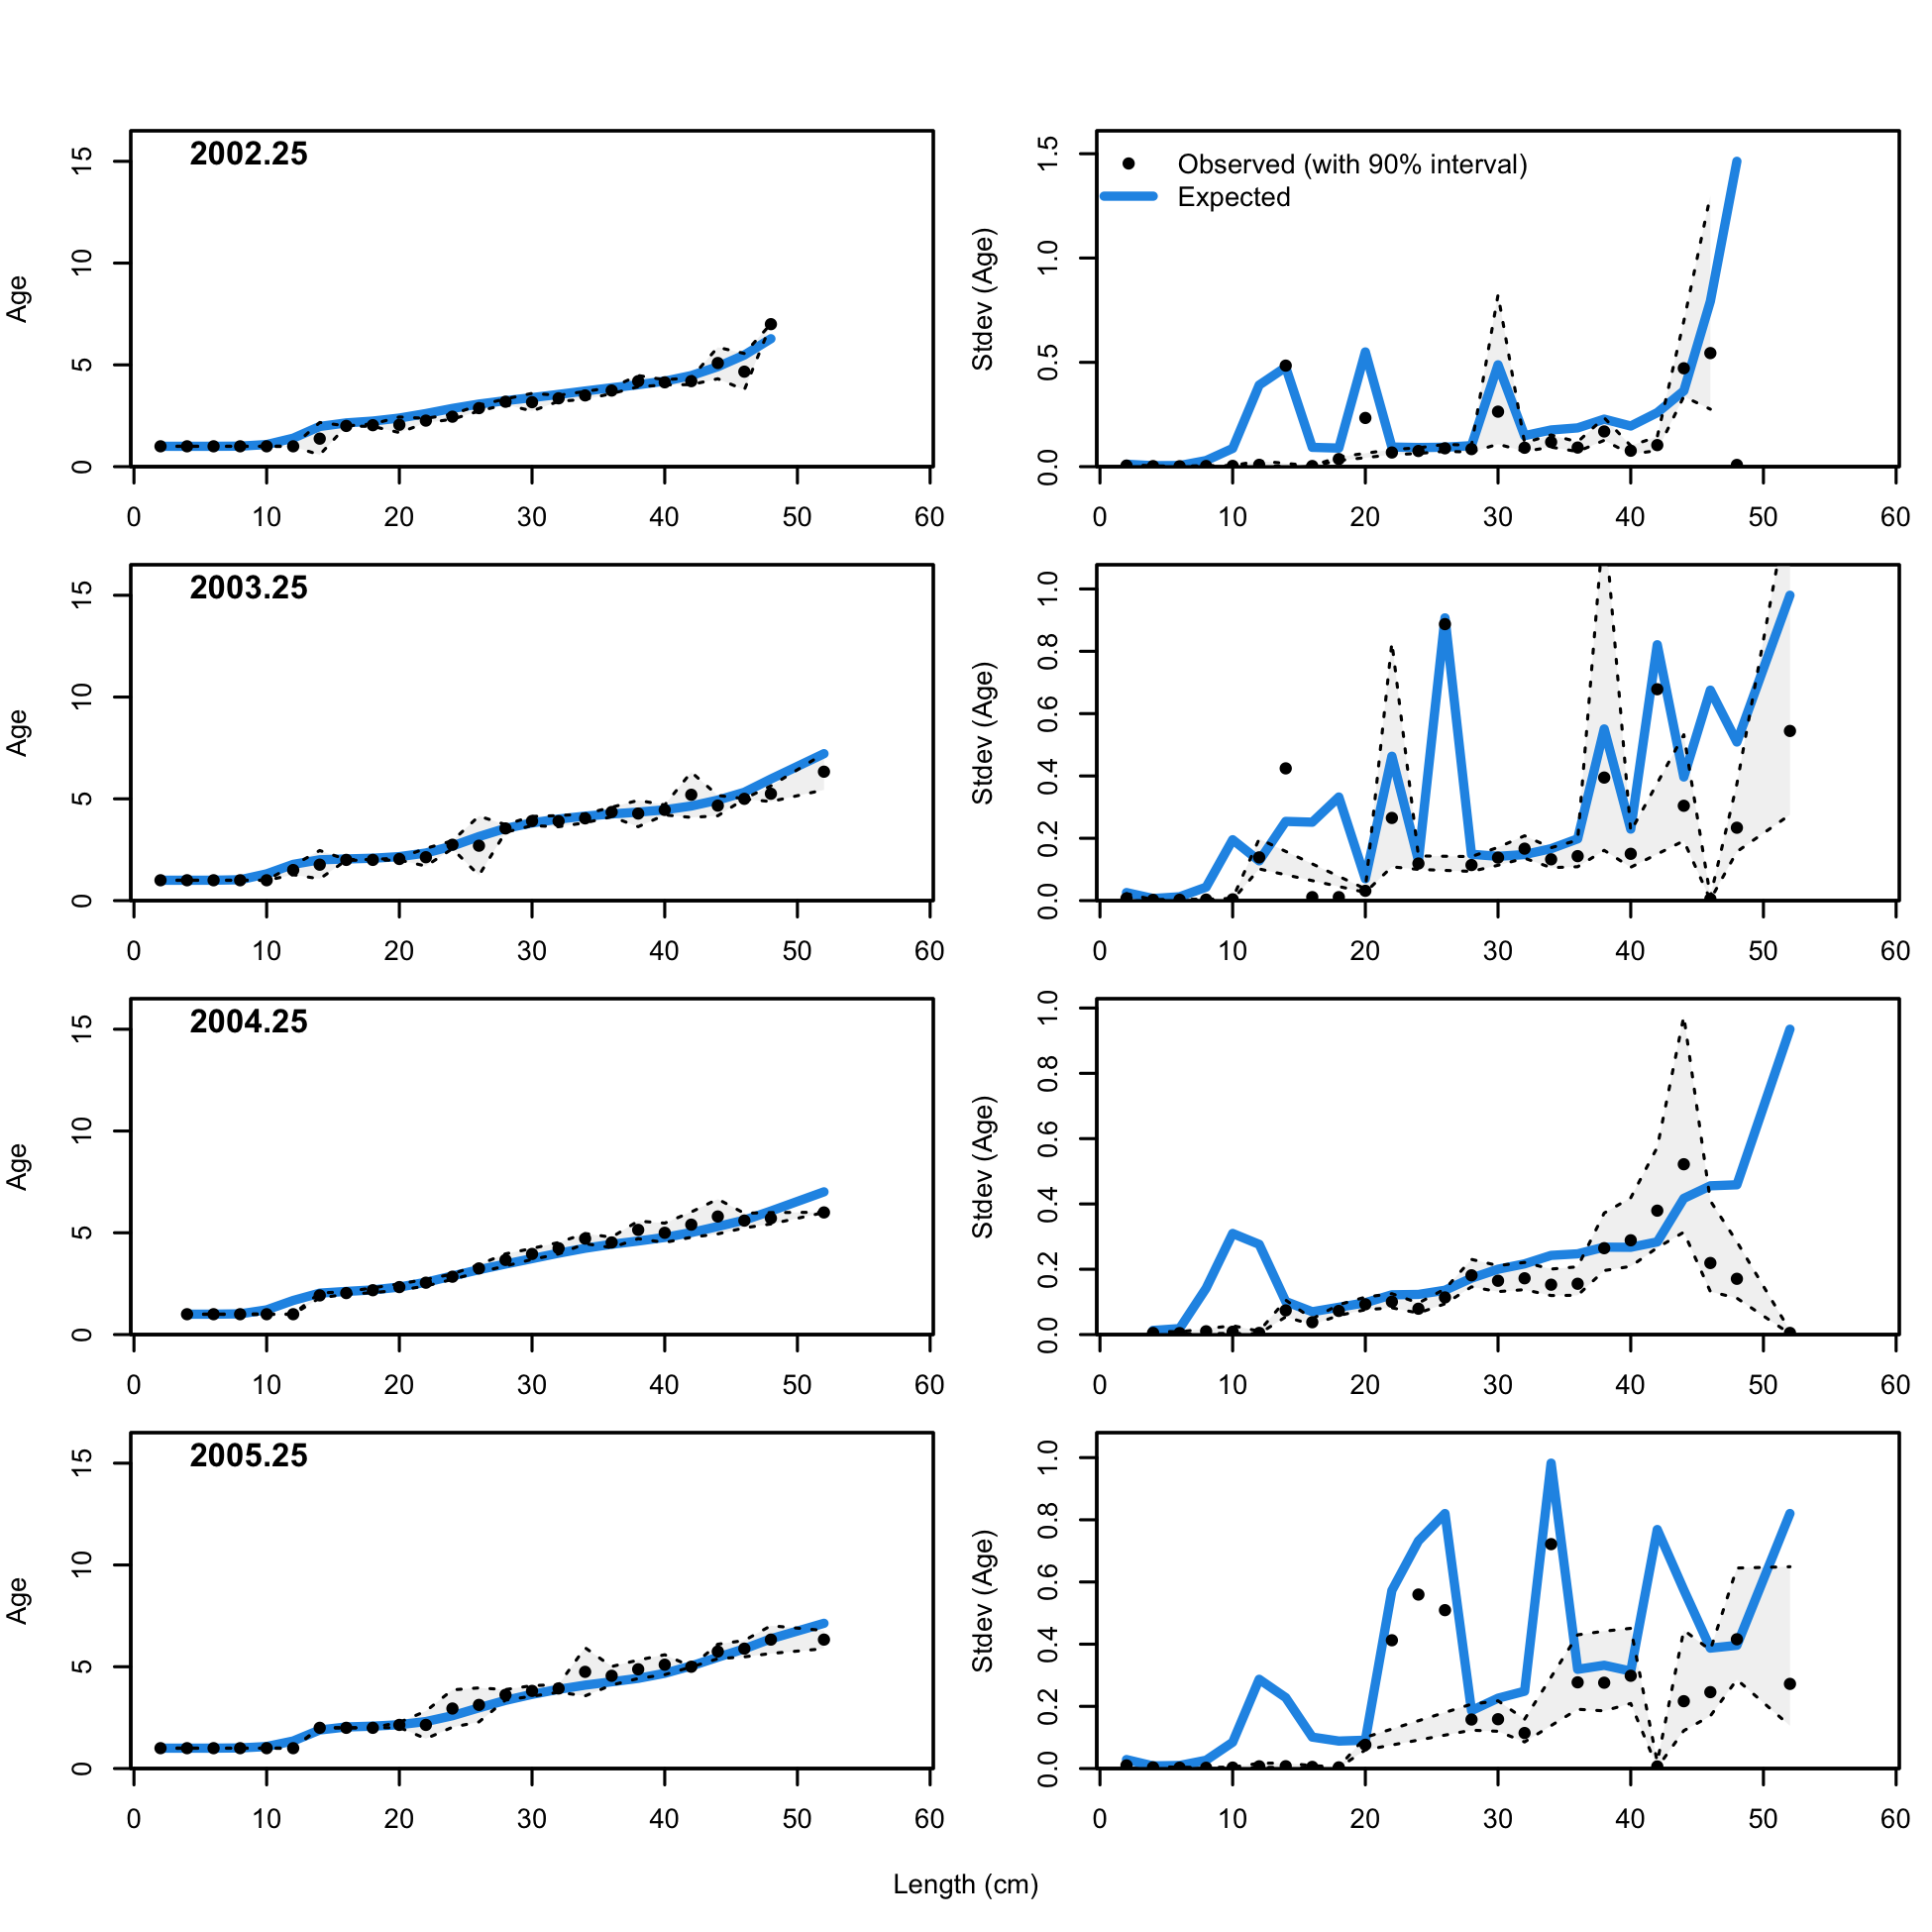 2002.25
Age
0 5 10 15
0 10 20 30 40 50 60
Observed (with 90% interval)
Expected
Stdev (Age)
0.0 0.5 1.0 1.5
0 10 20 30 40 50 60
2003.25
Age
0 5 10 15
0 10 20 30 40 50 60
Stdev (Age)
0.0 0.2 0.4 0.6 0.8 1.0
0 10 20 30 40 50 60
2004.25
Age
0 5 10 15
0 10 20 30 40 50 60
Stdev (Age)
0.0 0.2 0.4 0.6 0.8 1.0
0 10 20 30 40 50 60
2005.25
Age
0 5 10 15
0 10 20 30 40 50 60
Stdev (Age)
0.0 0.2 0.4 0.6 0.8 1.0
0 10 20 30 40 50 60
Length (cm)